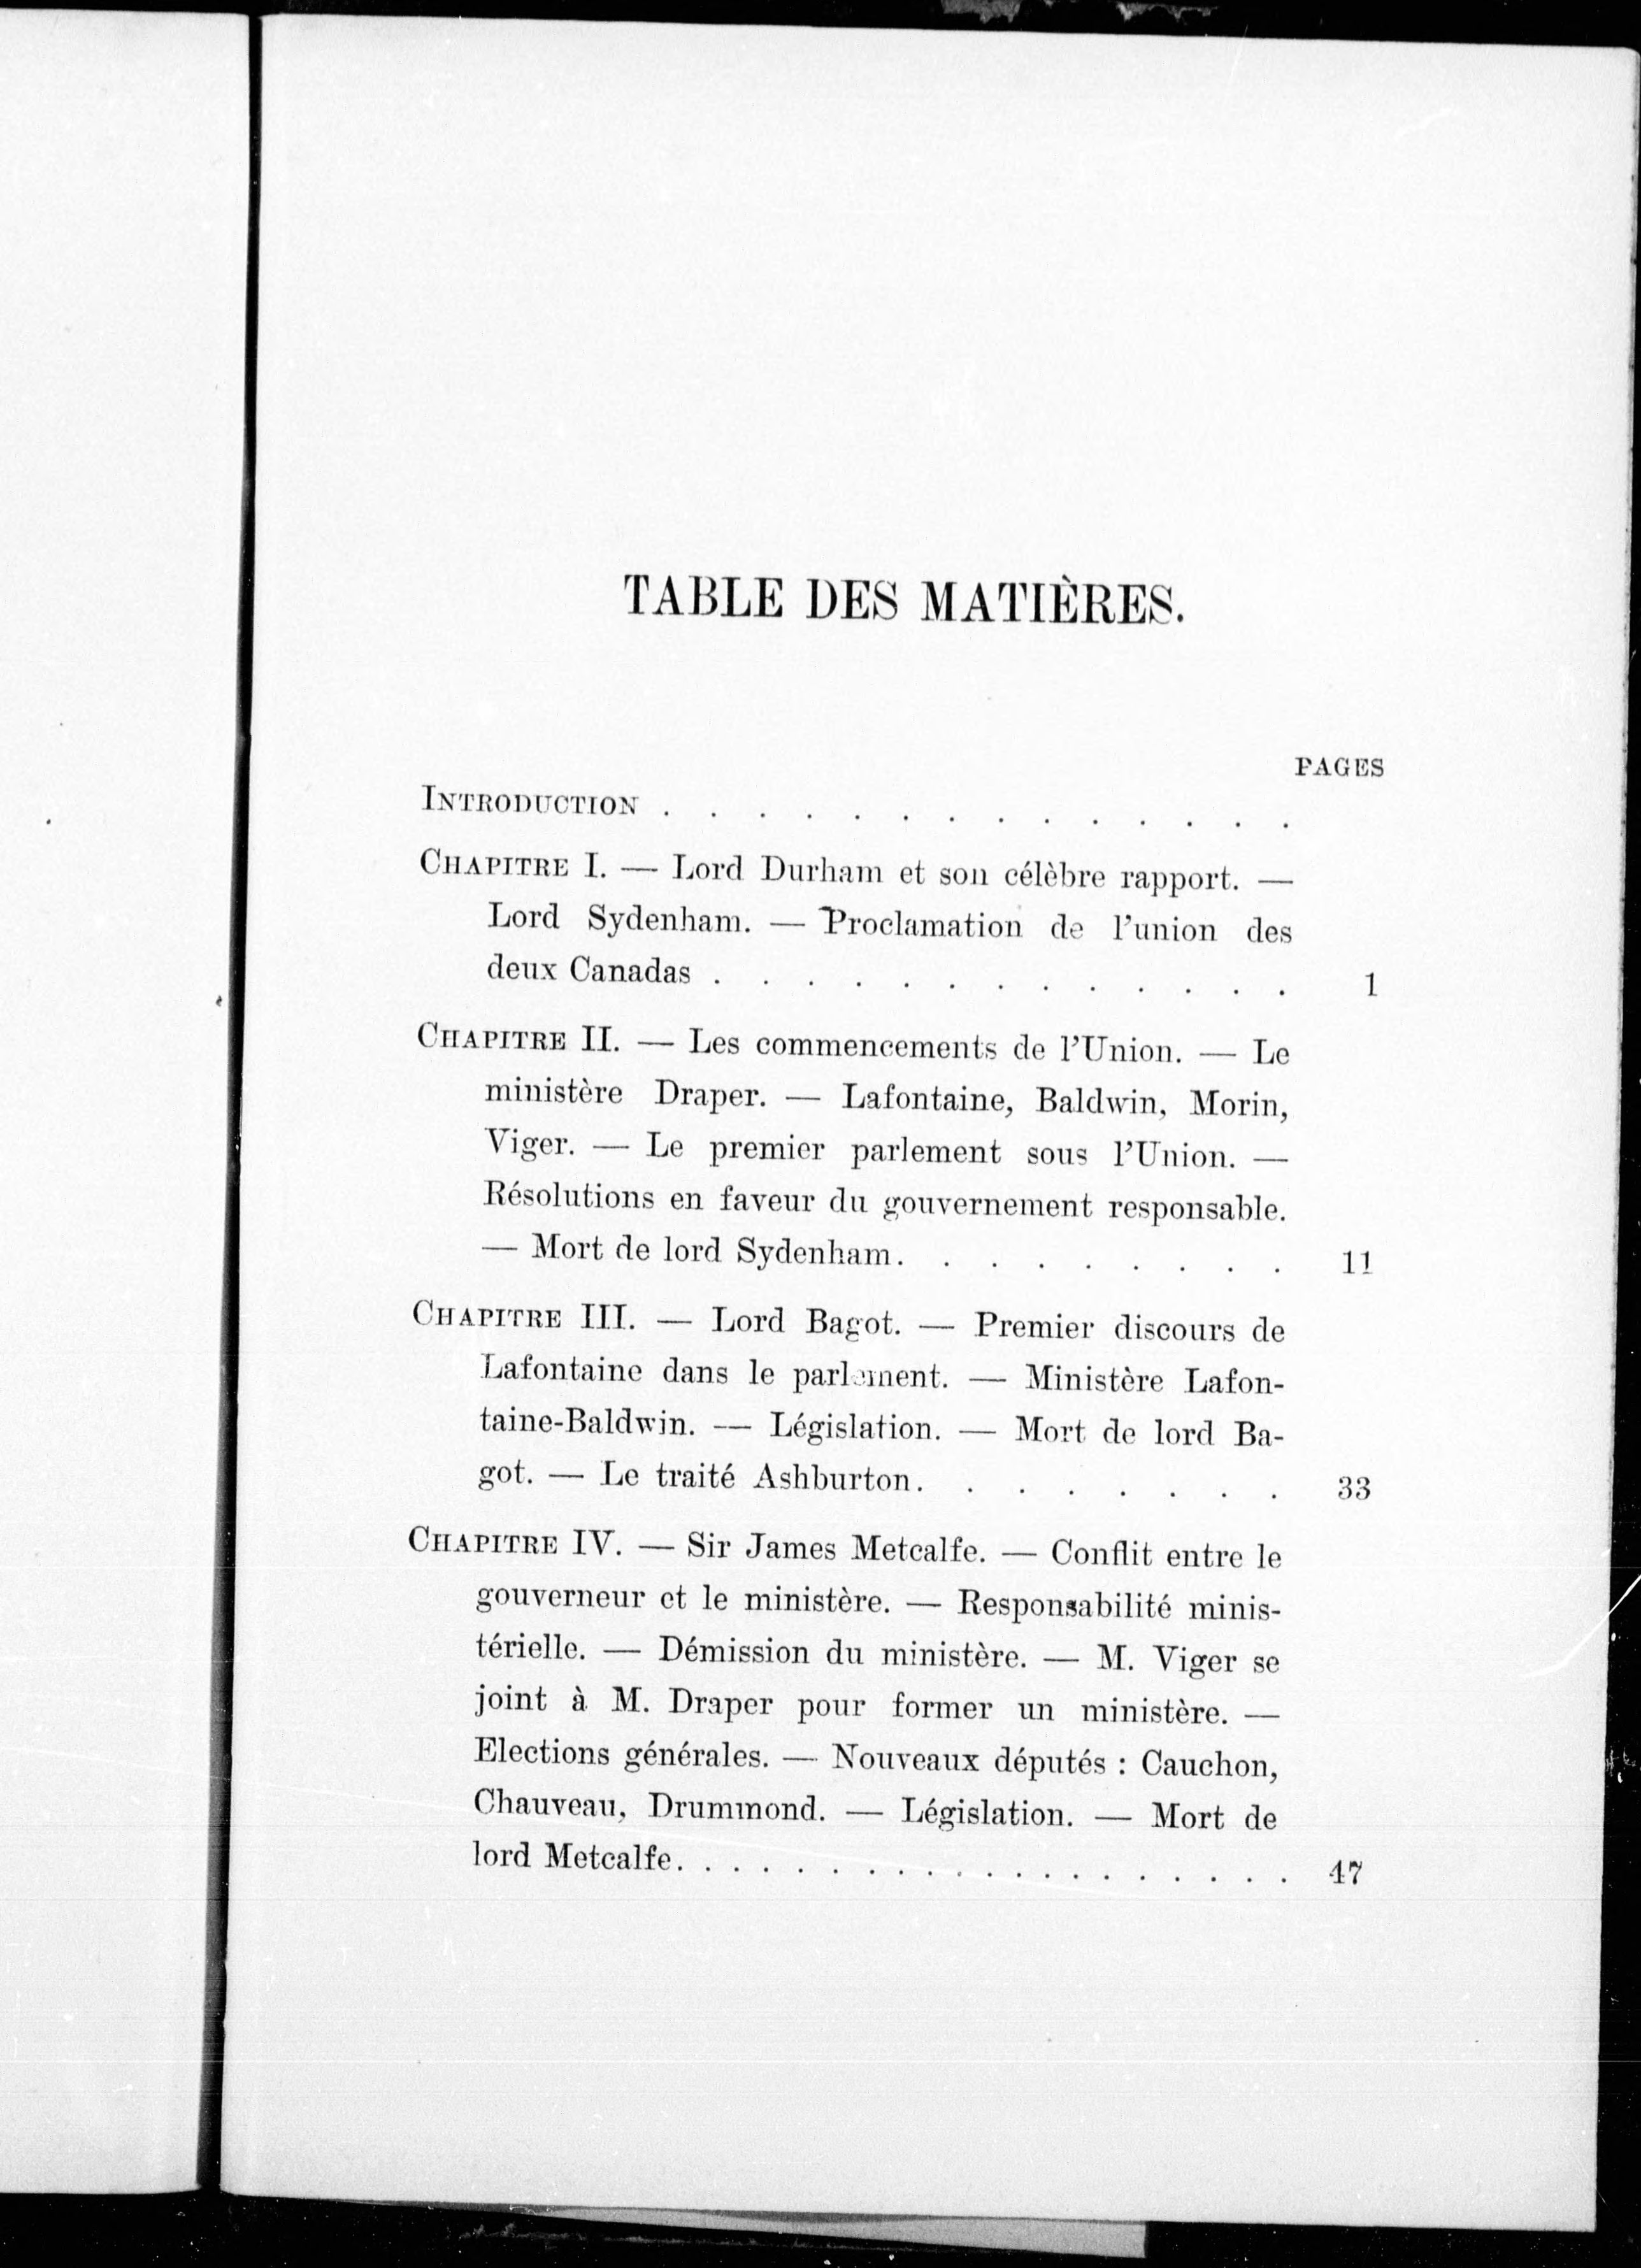 TABLE DES MATIÈRES.
PAGES
INTRODUCTION . . . . . . . . . . . . . .
CHAPITRE I. — Lord Durham et son célèbre rapport. —
Lord Sydenham. — Proclamation de l'union des
deux Canadas . . . . . . . . . . . . . 1
CHAPITRE II. — Les commencements de l'Union. — Le
ministère Draper. — Lafontaine, Baldwin, Morin,
Viger. — Le premier parlement sous l'Union. —
Résolutions en faveur du gouvernement responsable.
— Mort de lord Sydenham. . . . . . . . . 11
CHAPITRE III. — Lord Bagot. — Premier discours de
Lafontaine dans le parlement. — Ministère Lafon-
taine-Baldwin. — Législation. — Mort de lord Ba-
got. — Le traité Ashburton. . . . . . . . 33
CHAPITRE IV. — Sir James Metcalfe. — Conflit entre le
gouverneur et le ministère. — Responsabilité minis-
térielle. — Démission du ministère. — M. Viger se
joint à M. Draper pour former un ministère. —
Elections générales. — Nouveaux députés : Cauchon,
Chauveau, Drummond. — Législation. — Mort de
lord Metcalfe. . . . . . . . . . . . . . . . . . . 47